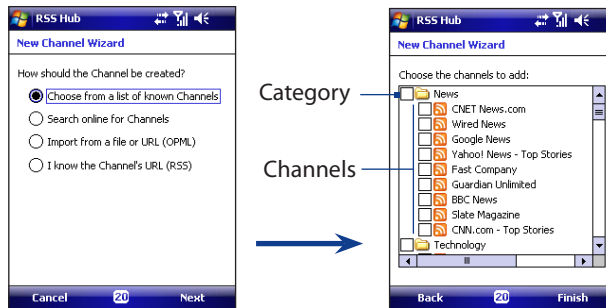 RSS Hub
New Channel Wizard
How should the Channel be created?
Choose from a list of known Channels
Search online for Channels
Import from a file or URL (OPML)
I know the Channel's URL (RSS)
Cancel
20
Next
Category
Channels
RSS Hub
New Channel Wizard
Choose the channels to add:
News
CNET News.com
Wired News
Google News
Yahoo! News - Top Stories
Fast Company
Guardian Unlimited
BBC News
Slate Magazine
CNN.com - Top Stories
Technology
Back
20
Finish